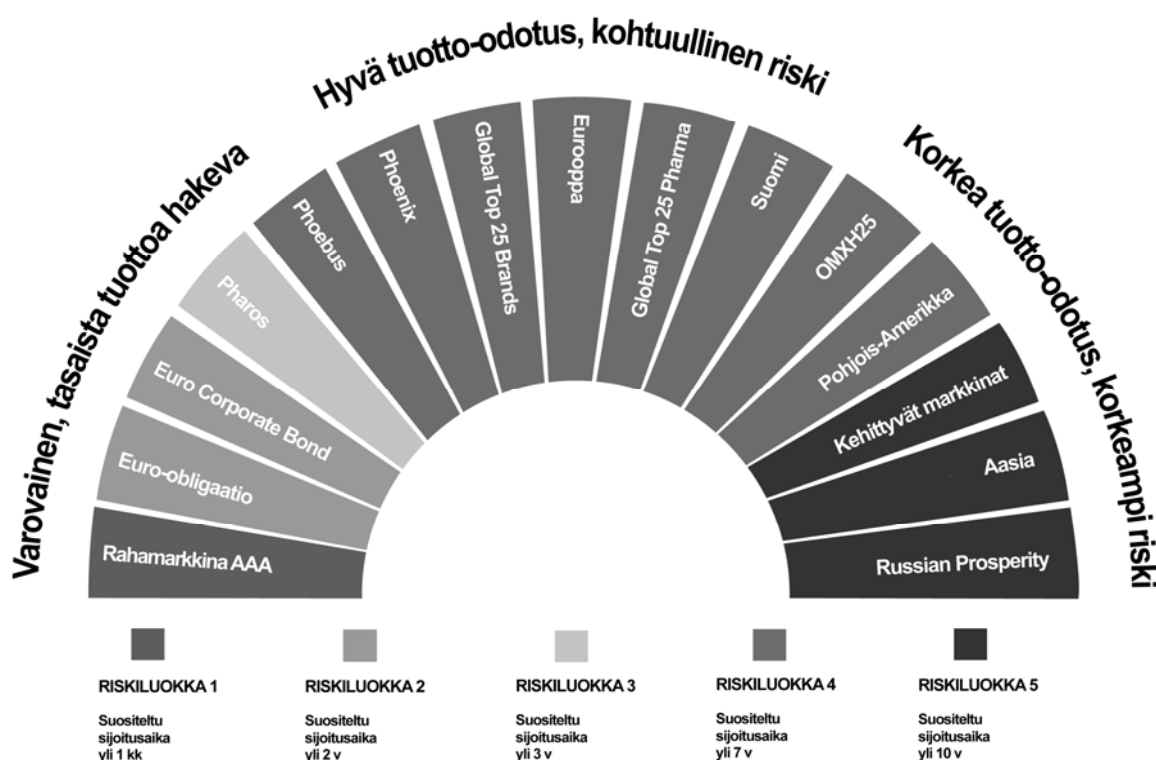 Varovainen, tasaista tuottoa hakeva
Hyvä tuotto-odotus, kohtuullinen riski
Korkea tuotto-odotus, korkeampi riski
Rahamarkkina AAA
Euro-obligaatio
Euro Corporate Bond
Pharos
Phoebus
Phoenix
Global Top 25 Brands
Eurooppa
Global Top 25 Pharma
Suomi
OMXH25
Pohjois-Amerikka
Kehittyvät markkinat
Aasia
Russian Prosperity
RISKILUOKKA 1
Suositeltu
sijoitusaika
yli 1 kk
RISKILUOKKA 2
Suositeltu
sijoitusaika
yli 2 v
RISKILUOKKA 3
Suositeltu
sijoitusaika
yli 3 v
RISKILUOKKA 4
Suositeltu
sijoitusaika
yli 7 v
RISKILUOKKA 5
Suositeltu
sijoitusaika
yli 10 v